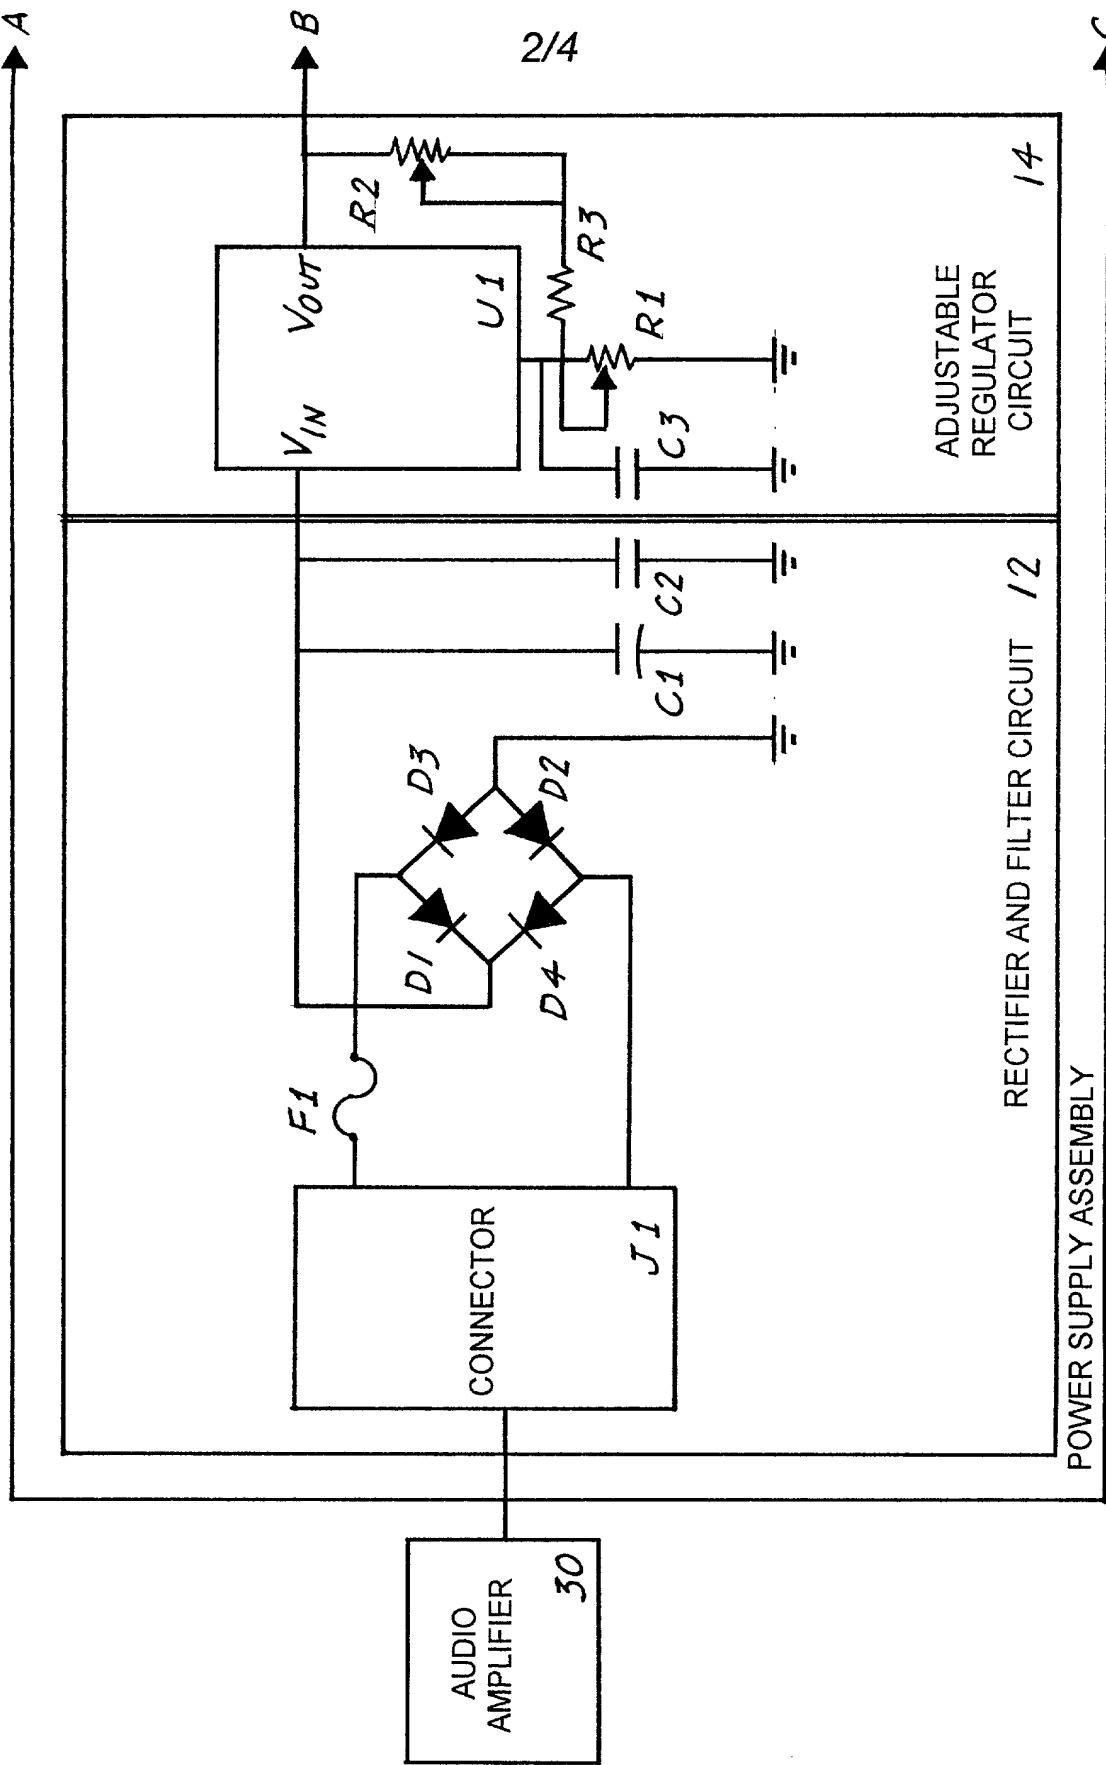 2/4
A
B
AUDIO
AMPLIFIER
30
CONNECTOR
J1
F1
D1
D3
D4
D2
C1
C2
C3
VIN
VOUT
U1
R2
R3
R1
RECTIFIER AND FILTER CIRCUIT
12
ADJUSTABLE
REGULATOR
CIRCUIT
14
POWER SUPPLY ASSEMBLY